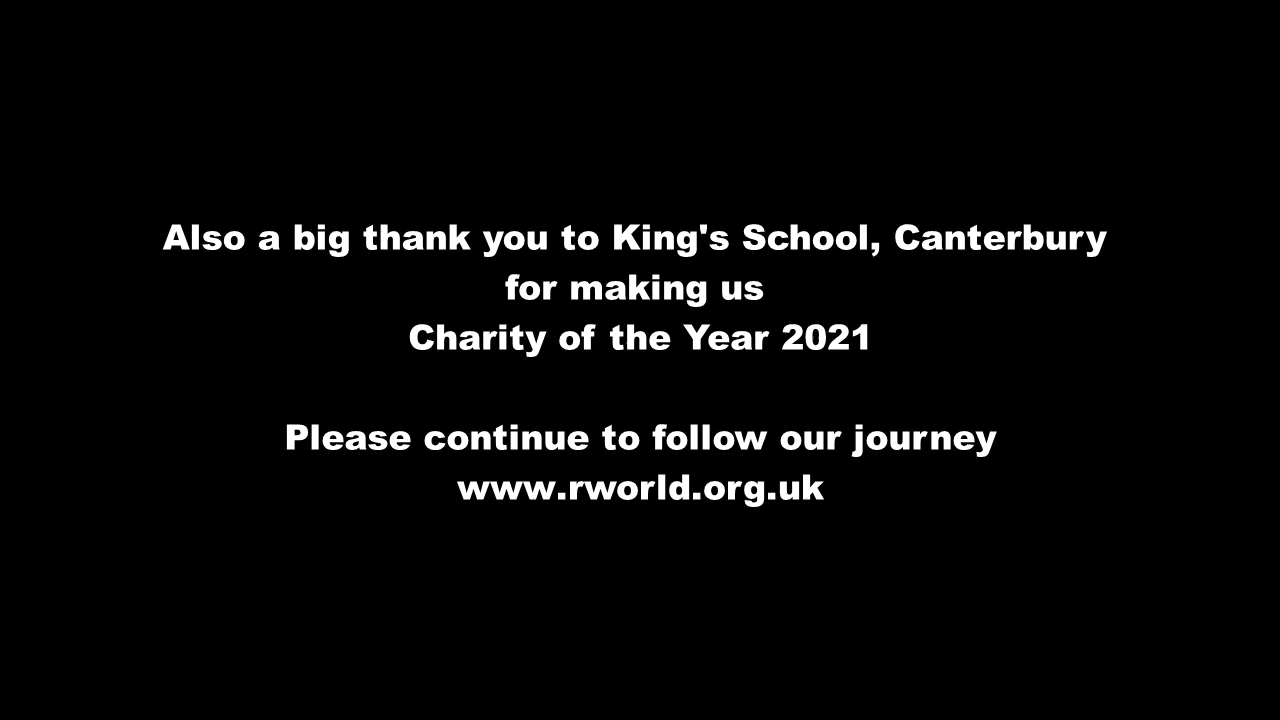 Also a big thank you to King's School, Canterbury
for making us
Charity of the Year 2021
Please continue to follow our journey
www.rworld.org.uk